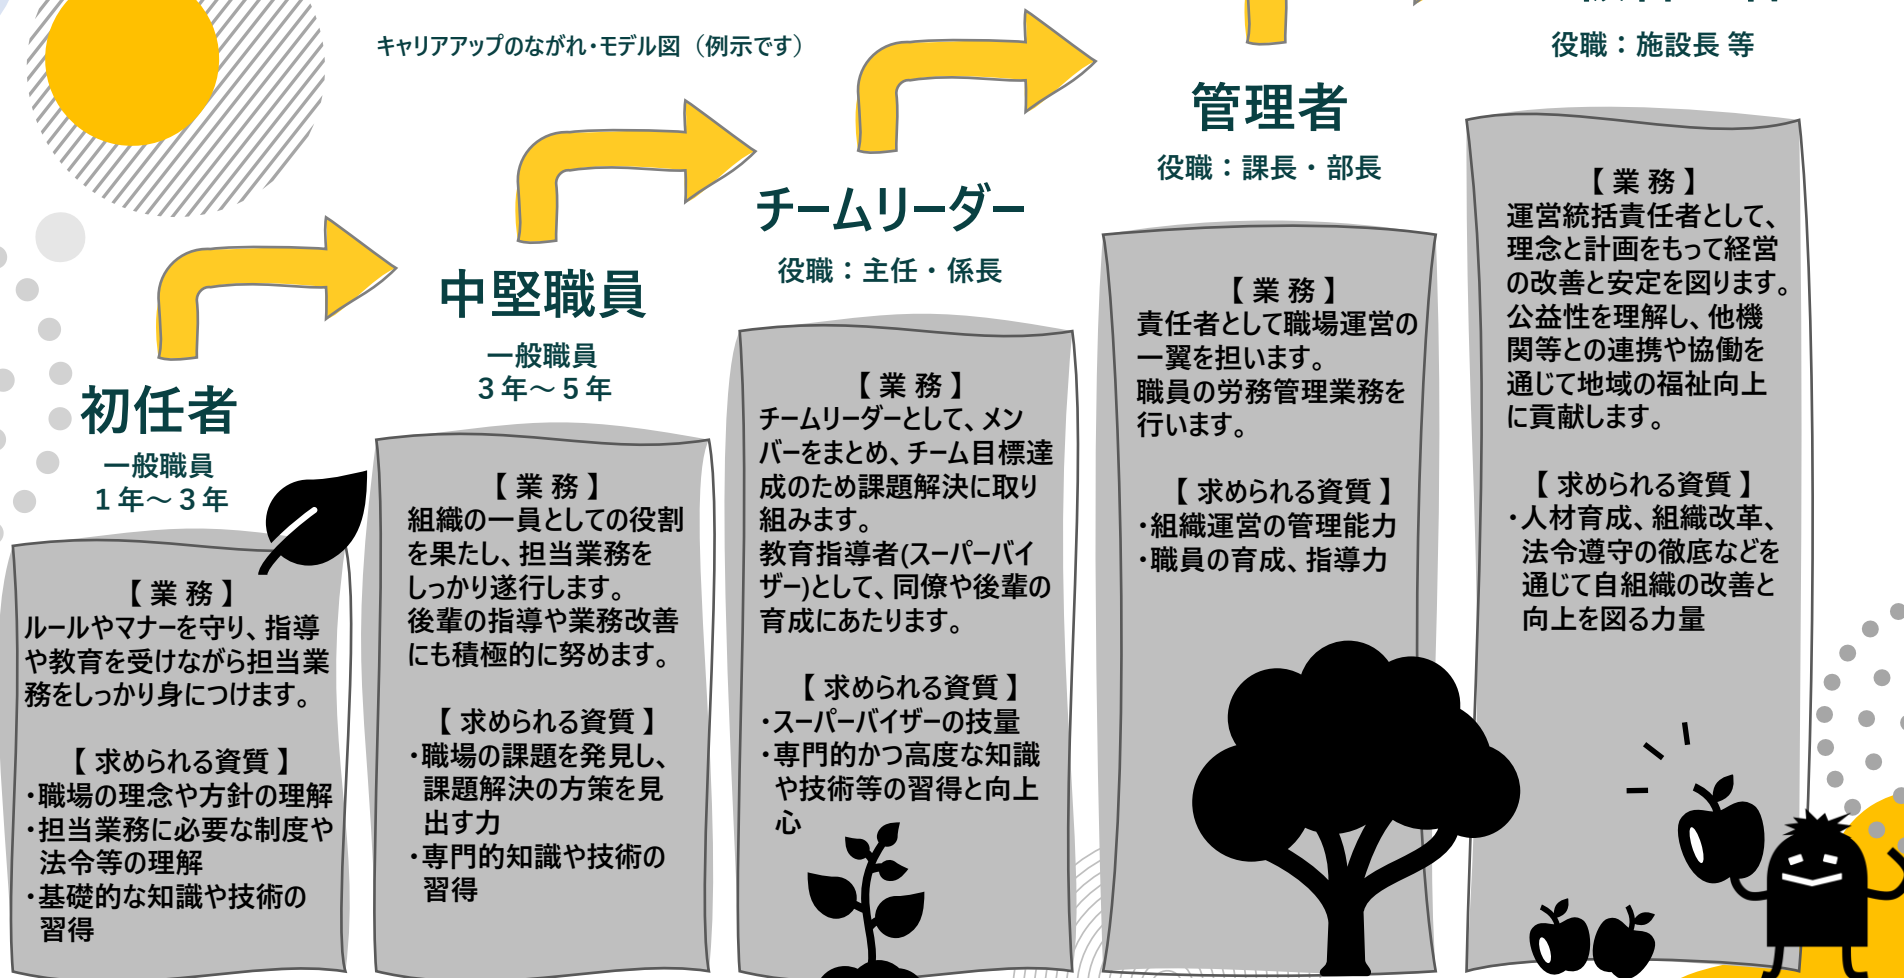 キャリアアップのながれ・モデル図（例示です）
初任者
一般職員
１年～３年
【 業 務 】
ルールやマナーを守り、指導
や教育を受けながら担当業
務をしっかり身につけます。
【 求められる資質 】
・職場の理念や方針の理解
・担当業務に必要な制度や
法令等の理解
・基礎的な知識や技術の
習得
中堅職員
一般職員
３年～５年
【 業 務 】
組織の一員としての役割
を果たし、担当業務を
しっかり遂行します。
後輩の指導や業務改善
にも積極的に努めます。
【 求められる資質 】
・職場の課題を発見し、
課題解決の方策を見
出す力
・専門的知識や技術の
習得
チームリーダー
役職：主任・係長
【 業 務 】
チームリーダーとして、メン
バーをまとめ、チーム目標達
成のため課題解決に取り
組みます。
教育指導者(スーパーバイ
ザー)として、同僚や後輩の
育成にあたります。
【 求められる資質 】
・スーパーバイザーの技量
・専門的かつ高度な知識
や技術等の習得と向上
心
管理者
役職：課長・部長
【 業 務 】
責任者として職場運営の
一翼を担います。
職員の労務管理業務を
行います。
【 求められる資質 】
・組織運営の管理能力
・職員の育成、指導力
役職：施設長 等
【 業 務 】
運営統括責任者として、
理念と計画をもって経営
の改善と安定を図ります。
公益性を理解し、他機
関等との連携や協働を
通じて地域の福祉向上
に貢献します。
【 求められる資質 】
・人材育成、組織改革、
法令遵守の徹底などを
通じて自組織の改善と
向上を図る力量